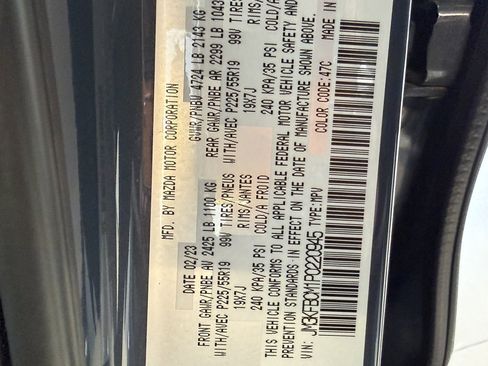 MFD. BY MAZDA MOTOR CORPORATION
DATE 02/23 GVWR/PNBV 4724 LB 2143 KG
FRONT GAWR/PNBE AV 2425 LB 1100 KG REAR GAWR/PNBE AR 2299 LB 1043
WITH/AVEC P225/55R19 99V TIRES/PNEUS WITH/AVEC P225/55R19 99V TIRES/
19X7J RIMS/JANTES 19X7J RIMS/
240 KPA/35 PSI COLD/A FROID 240 KPA/35 PSI COLD/A
THIS VEHICLE CONFORMS TO ALL APPLICABLE FEDERAL MOTOR VEHICLE SAFETY AND
THEFT PREVENTION STANDARDS IN EFFECT ON THE DATE OF MANUFACTURE SHOWN ABOVE.
VIN: TYPE: MPV COLOR CODE: 47C